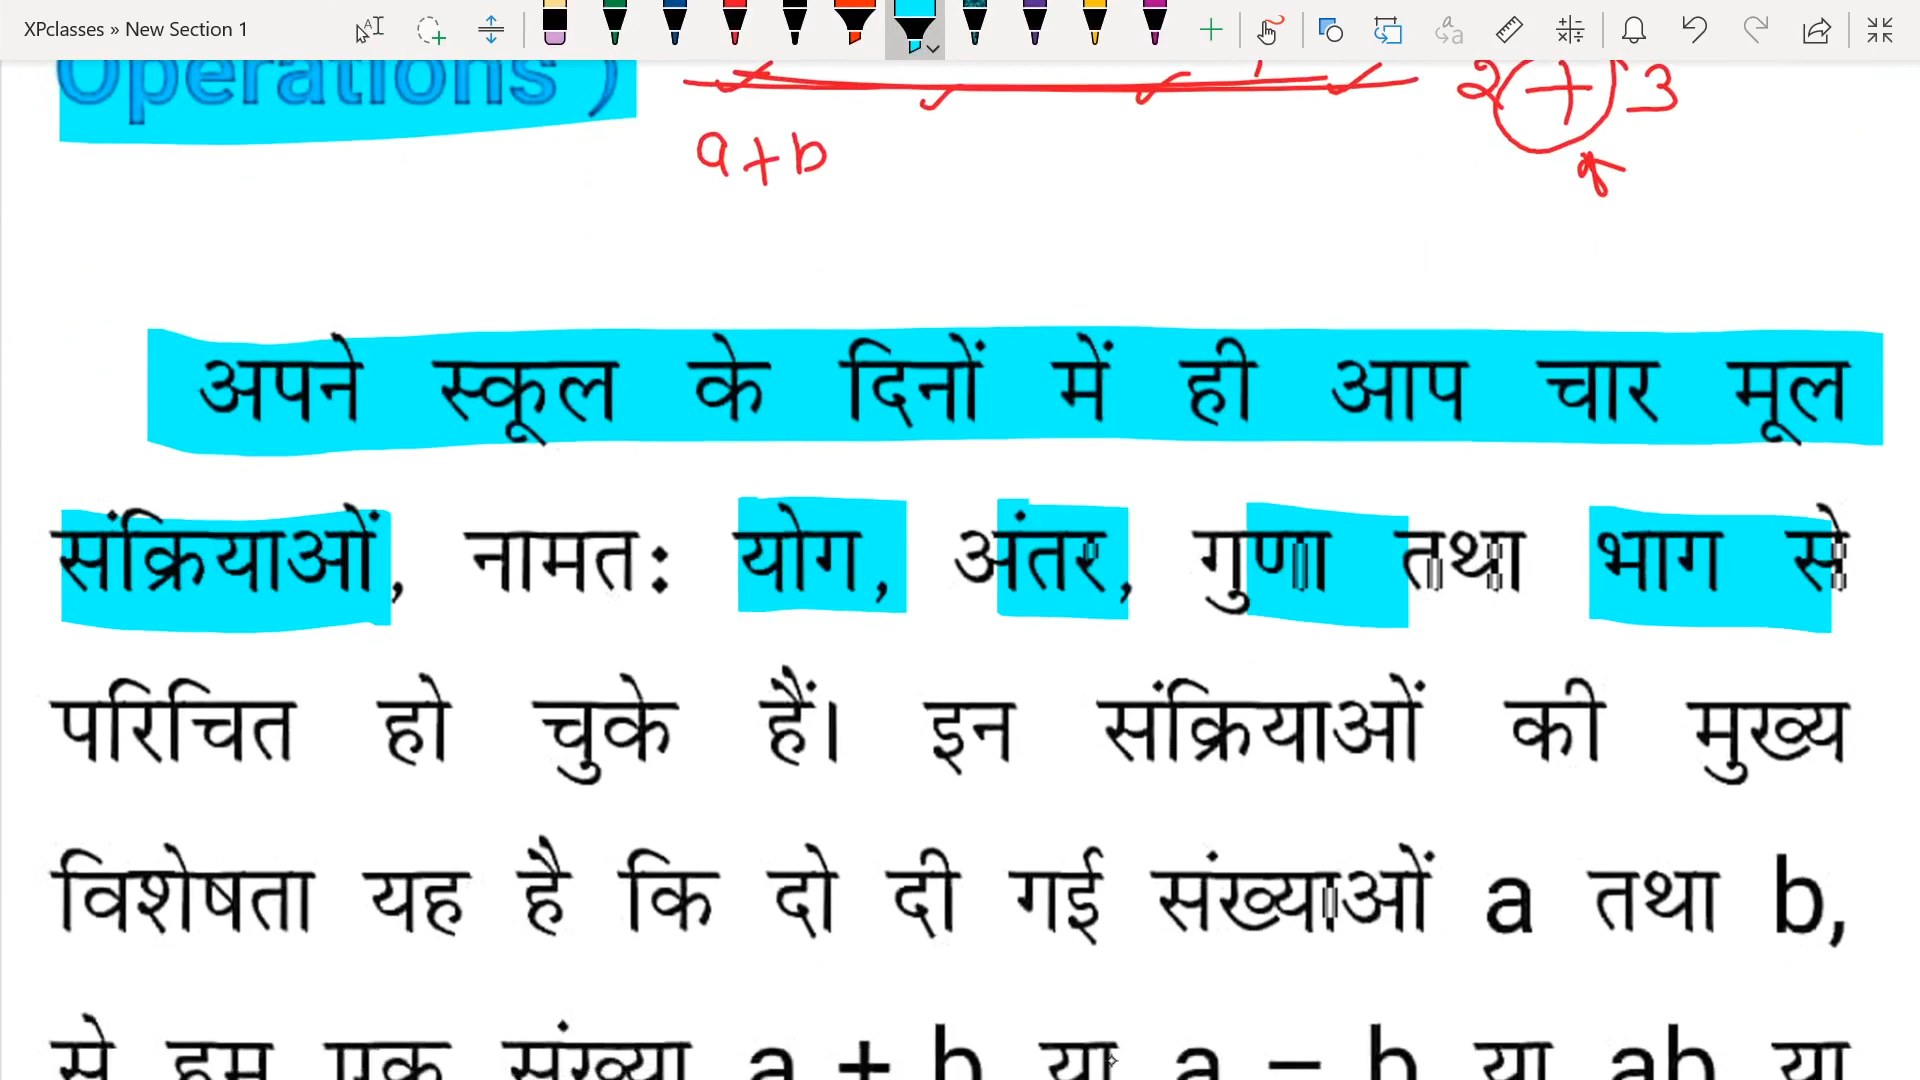 XPclasses » New Section 1
Operations )
2 + 3
a + b
अपने स्कूल के दिनों में ही आप चार मूल
संक्रियाओं, नामतः योग, अंतर, गुणा तथा भाग से
परिचित हो चुके हैं। इन संक्रियाओं की मुख्य
विशेषता यह है कि दो दी गई संख्याओं a तथा b,
से हम एक संख्या a + b या a – b या ab या